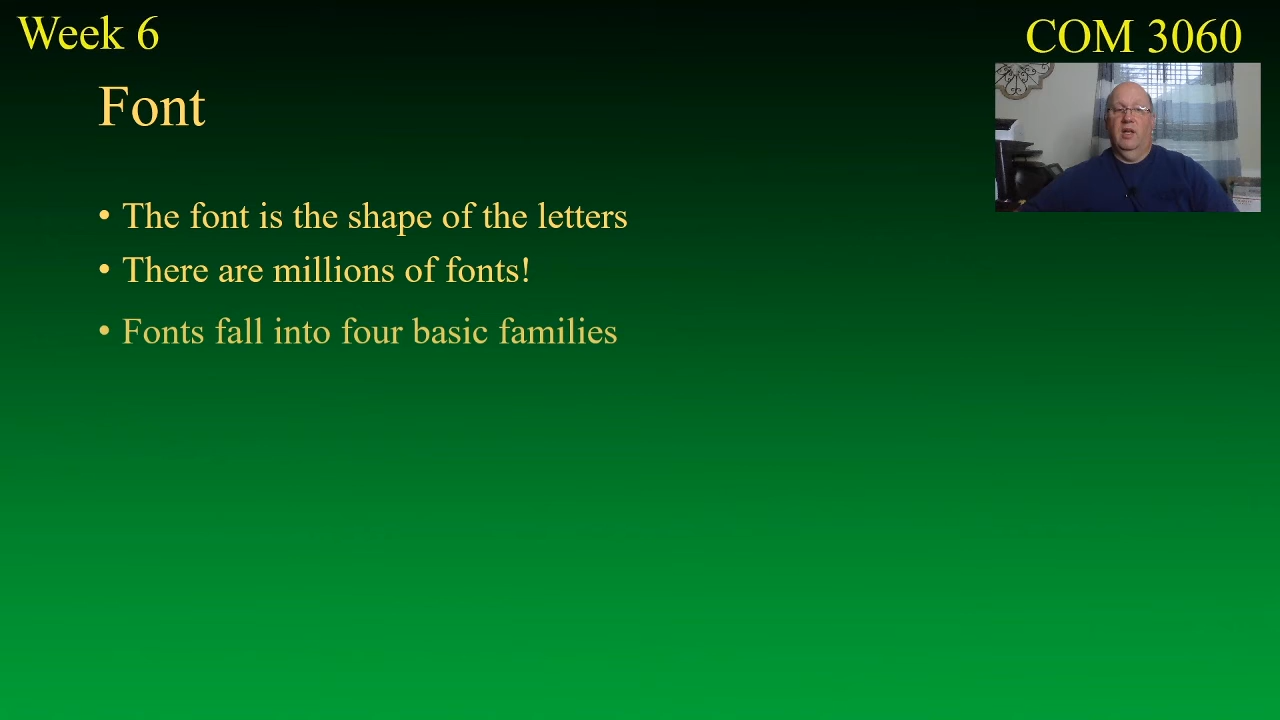 Week 6
COM 3060
Font
• The font is the shape of the letters
• There are millions of fonts!
• Fonts fall into four basic families